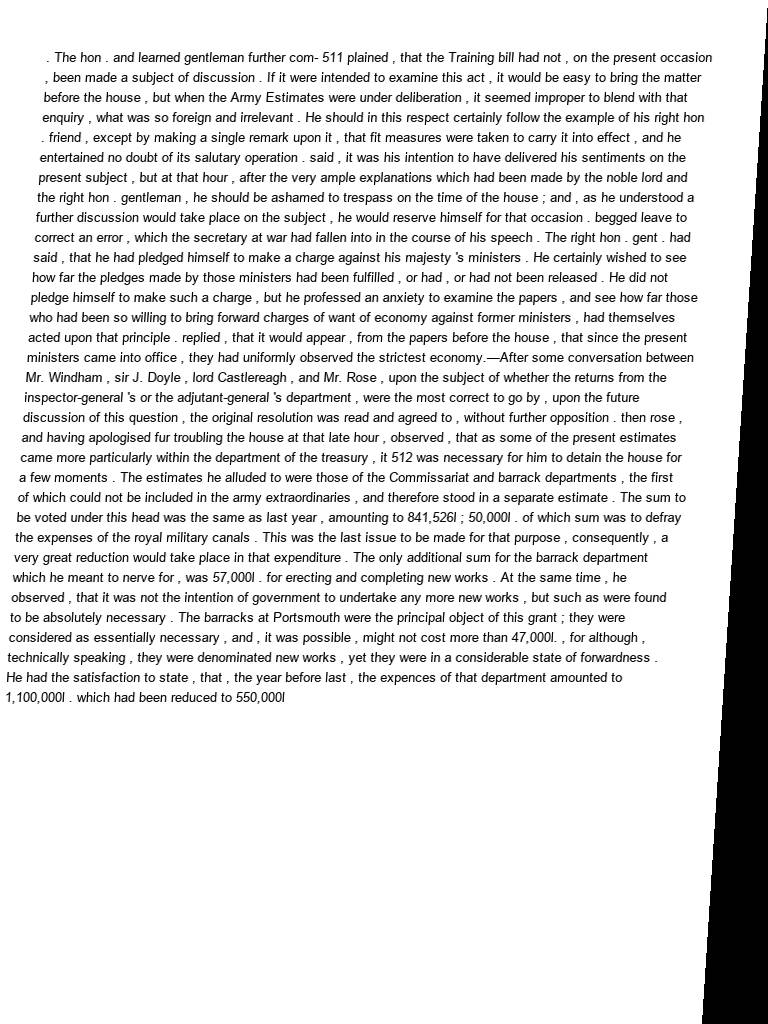 . The hon . and learned gentleman further com- 511 plained , that the Training bill had not , on the present occasion
, been made a subject of discussion . If it were intended to examine this act , it would be easy to bring the matter
before the house , but when the Army Estimates were under deliberation , it seemed improper to blend with that
enquiry , what was so foreign and irrelevant . He should in this respect certainly follow the example of his right hon
. friend , except by making a single remark upon it , that fit measures were taken to carry it into effect , and he
entertained no doubt of its salutary operation . said , it was his intention to have delivered his sentiments on the
present subject , but at that hour , after the very ample explanations which had been made by the noble lord and
the right hon . gentleman , he should be ashamed to trespass on the time of the house ; and , as he understood a
further discussion would take place on the subject , he would reserve himself for that occasion . begged leave to
correct an error , which the secretary at war had fallen into in the course of his speech . The right hon . gent . had
said , that he had pledged himself to make a charge against his majesty 's ministers . He certainly wished to see
how far the pledges made by those ministers had been fulfilled , or had , or had not been released . He did not
pledge himself to make such a charge , but he professed an anxiety to examine the papers , and see how far those
who had been so willing to bring forward charges of want of economy against former ministers , had themselves
acted upon that principle . replied , that it would appear , from the papers before the house , that since the present
ministers came into office , they had uniformly observed the strictest economy.—After some conversation between
Mr. Windham , sir J. Doyle , lord Castlereagh , and Mr. Rose , upon the subject of whether the returns from the
inspector-general 's or the adjutant-general 's department , were the most correct to go by , upon the future
discussion of this question , the original resolution was read and agreed to , without further opposition . then rose ,
and having apologised fur troubling the house at that late hour , observed , that as some of the present estimates
came more particularly within the department of the treasury , it 512 was necessary for him to detain the house for
a few moments . The estimates he alluded to were those of the Commissariat and barrack departments , the first
of which could not be included in the army extraordinaries , and therefore stood in a separate estimate . The sum to
be voted under this head was the same as last year , amounting to 841,526l ; 50,000l . of which sum was to defray
the expenses of the royal military canals . This was the last issue to be made for that purpose , consequently , a
very great reduction would take place in that expenditure . The only additional sum for the barrack department
which he meant to nerve for , was 57,000l . for erecting and completing new works . At the same time , he
observed , that it was not the intention of government to undertake any more new works , but such as were found
to be absolutely necessary . The barracks at Portsmouth were the principal object of this grant ; they were
considered as essentially necessary , and , it was possible , might not cost more than 47,000l. , for although ,
technically speaking , they were denominated new works , yet they were in a considerable state of forwardness .
He had the satisfaction to state , that , the year before last , the expences of that department amounted to
1,100,000l . which had been reduced to 550,000l